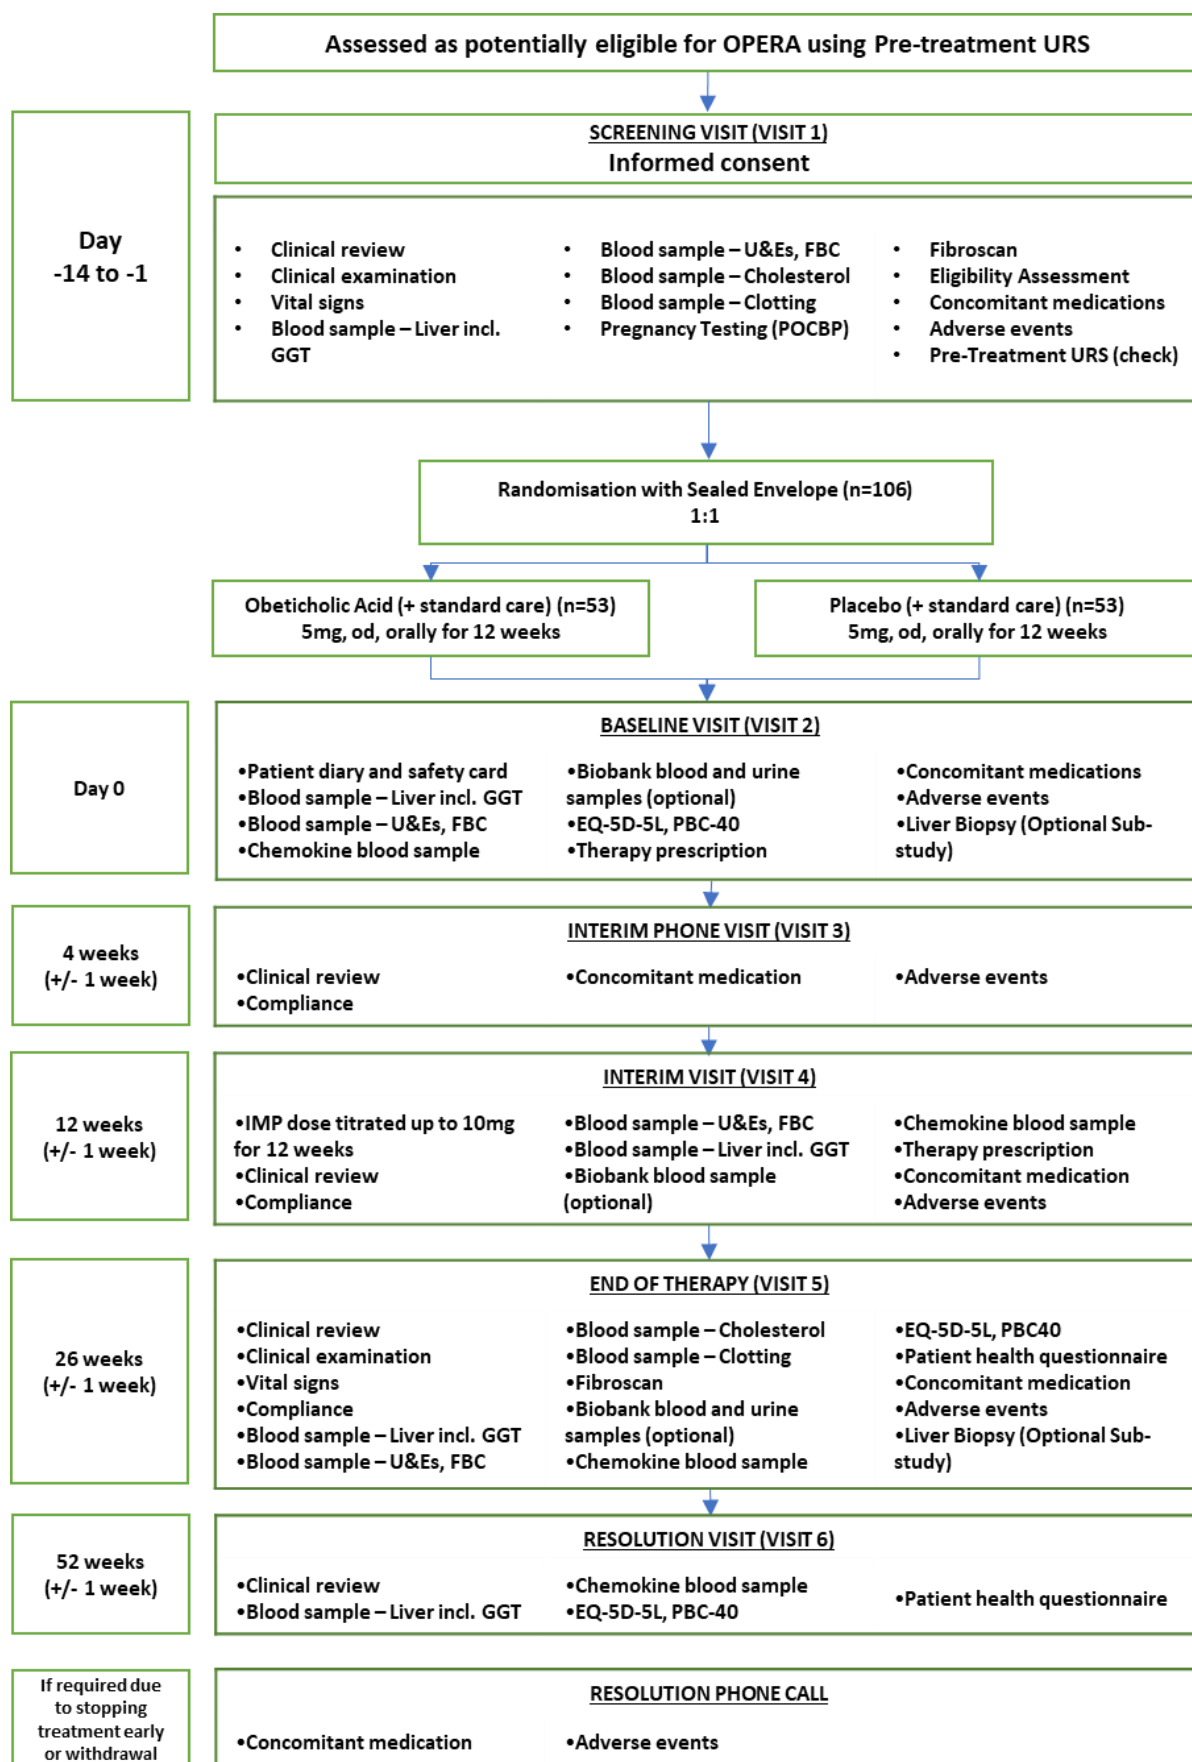 Assessed as potentially eligible for OPERA using Pre-treatment URS
Day
-14 to -1
SCREENING VISIT (VISIT 1)
Informed consent
• Clinical review
• Clinical examination
• Vital signs
• Blood sample – Liver incl.
GGT
• Blood sample – U&Es, FBC
• Blood sample – Cholesterol
• Blood sample – Clotting
• Pregnancy Testing (POCBP)
• Fibroscan
• Eligibility Assessment
• Concomitant medications
• Adverse events
• Pre-Treatment URS (check)
Randomisation with Sealed Envelope (n=106)
1:1
Obeticholic Acid (+ standard care) (n=53)
5mg, od, orally for 12 weeks
Placebo (+ standard care) (n=53)
5mg, od, orally for 12 weeks
Day 0
BASELINE VISIT (VISIT 2)
•Patient diary and safety card
•Blood sample – Liver incl. GGT
•Blood sample – U&Es, FBC
•Chemokine blood sample
•Biobank blood and urine
samples (optional)
•EQ-5D-5L, PBC-40
•Therapy prescription
•Concomitant medications
•Adverse events
•Liver Biopsy (Optional Sub-
study)
4 weeks
(+/- 1 week)
INTERIM PHONE VISIT (VISIT 3)
•Clinical review
•Compliance
•Concomitant medication
•Adverse events
12 weeks
(+/- 1 week)
INTERIM VISIT (VISIT 4)
•IMP dose titrated up to 10mg
for 12 weeks
•Clinical review
•Compliance
•Blood sample – U&Es, FBC
•Blood sample – Liver incl. GGT
•Biobank blood sample
(optional)
•Chemokine blood sample
•Therapy prescription
•Concomitant medication
•Adverse events
26 weeks
(+/- 1 week)
END OF THERAPY (VISIT 5)
•Clinical review
•Clinical examination
•Vital signs
•Compliance
•Blood sample – Liver incl. GGT
•Blood sample – U&Es, FBC
•Blood sample – Cholesterol
•Blood sample – Clotting
•Fibroscan
•Biobank blood and urine
samples (optional)
•Chemokine blood sample
•EQ-5D-5L, PBC40
•Patient health questionnaire
•Concomitant medication
•Adverse events
•Liver Biopsy (Optional Sub-
study)
52 weeks
(+/- 1 week)
RESOLUTION VISIT (VISIT 6)
•Clinical review
•Blood sample – Liver incl. GGT
•Chemokine blood sample
•EQ-5D-5L, PBC-40
•Patient health questionnaire
If required due
to stopping
treatment early
or withdrawal
RESOLUTION PHONE CALL
•Concomitant medication
•Adverse events